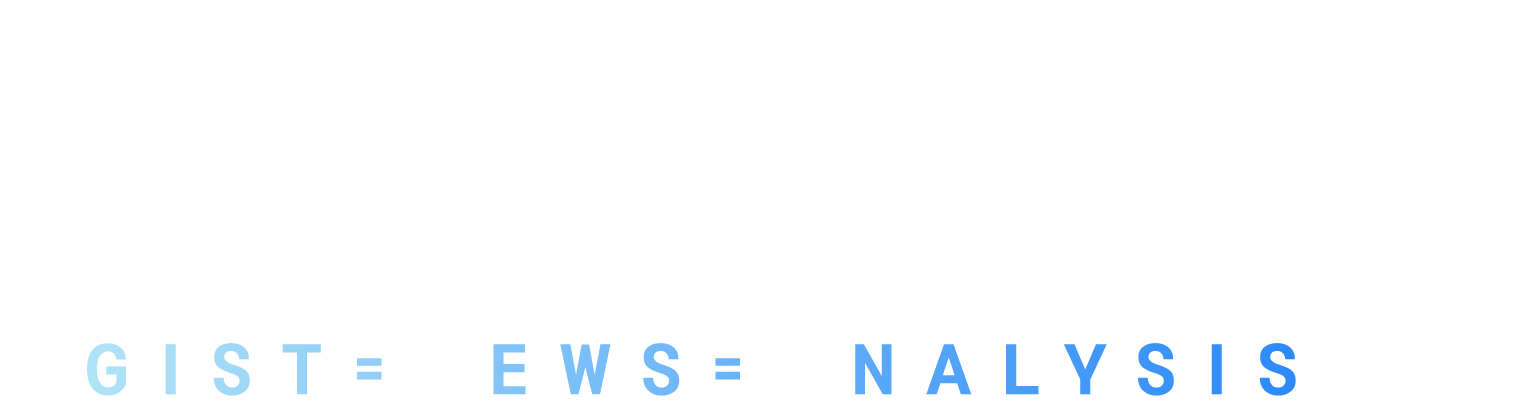 GIST= EWS= NALYSIS